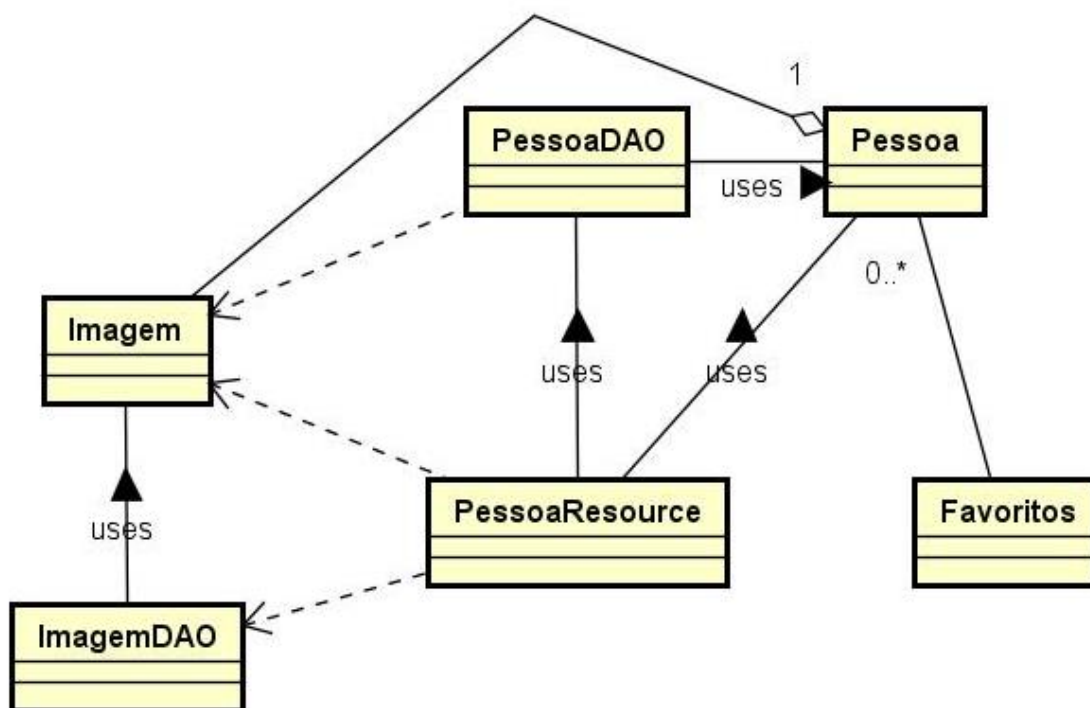 1
PessoaDAO
Pessoa
uses
0..*
Imagem
uses
uses
PessoaResource
Favoritos
uses
ImagemDAO